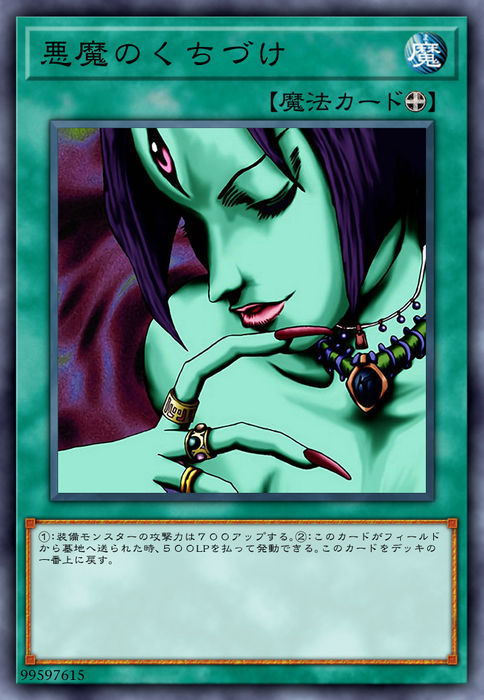 悪魔のくちづけ
魔
【魔法カード】
①:装備モンスターの攻撃力は７００アップする。②:このカードがフィールド
から墓地へ送られた時、５００LPを払って発動できる。このカードをデッキの
一番上に戻す。
99597615